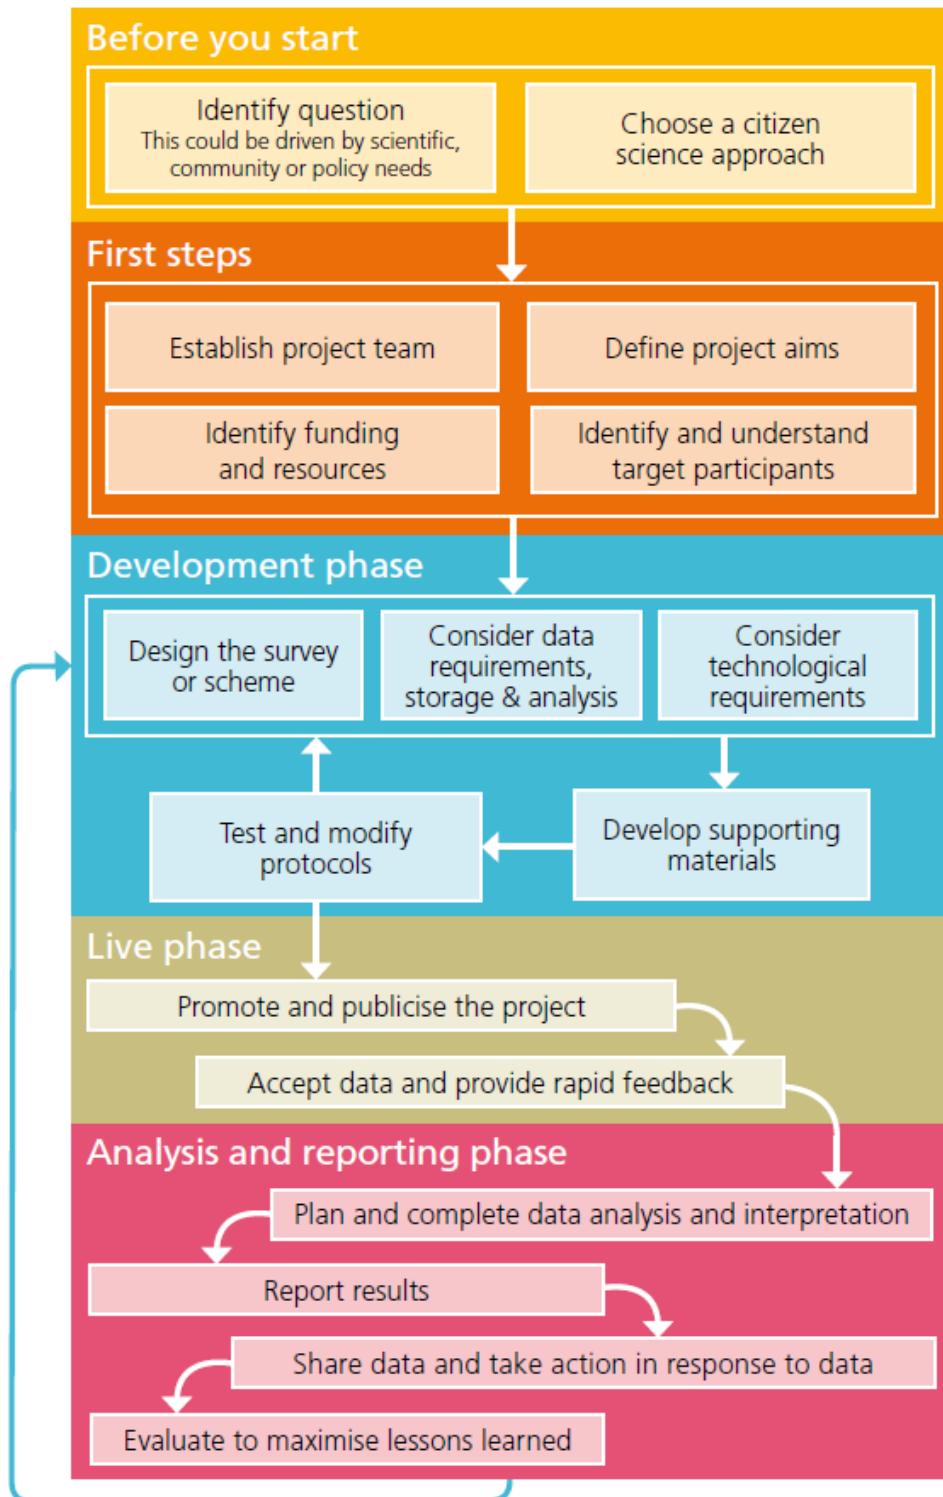 Before you start
Identify question
This could be driven by scientific,
community or policy needs
Choose a citizen
science approach
First steps
Establish project team
Define project aims
Identify funding
and resources
Identify and understand
target participants
Development phase
Design the survey
or scheme
Consider data
requirements,
storage & analysis
Consider
technological
requirements
Develop supporting
materials
Test and modify
protocols
Live phase
Promote and publicise the project
Accept data and provide rapid feedback
Analysis and reporting phase
Plan and complete data analysis and interpretation
Report results
Share data and take action in response to data
Evaluate to maximise lessons learned